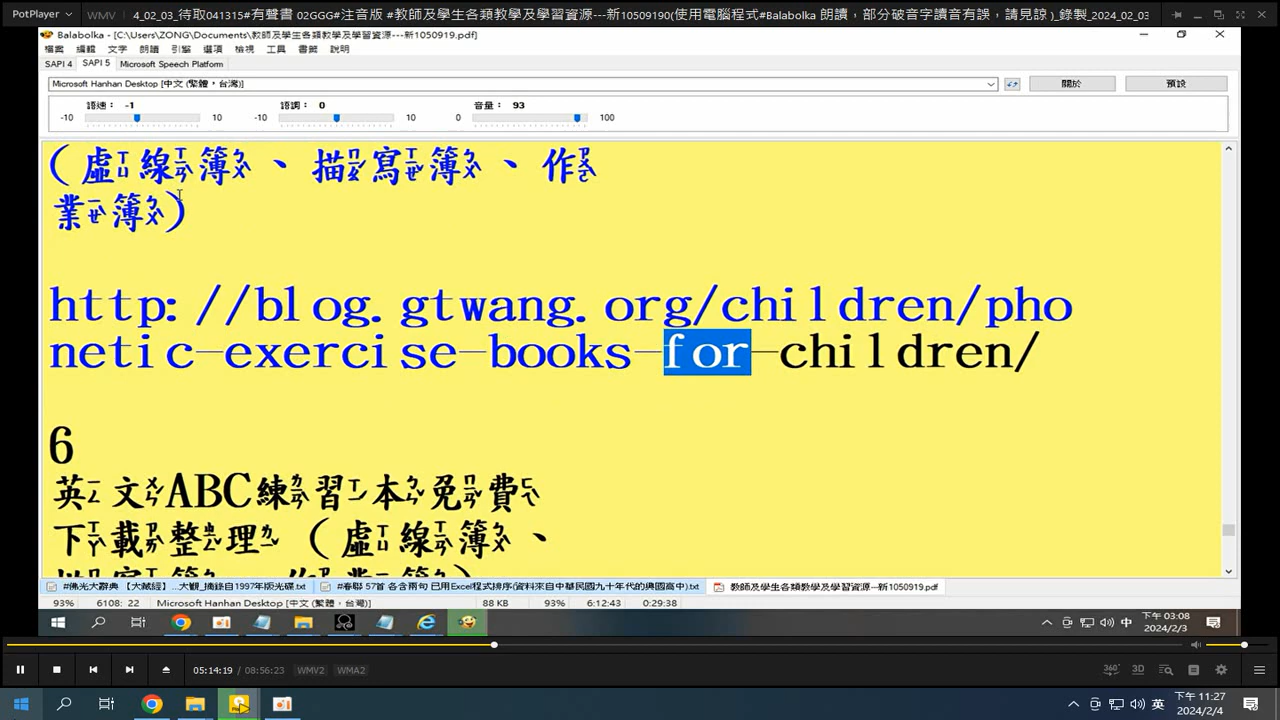 PotPlayer WMV 4_02_03_待取041315#有聲書 02GGG#注音版 #教師及學生各類教學及學習資源---新10509190(使用電腦程式#Balabolka 朗讀，部分破音字讀音有誤，請見諒 )_錄製_2024_02_03
Balabolka - [C:\Users\ZONG\Documents\教師及學生各類教學及學習資源---新1050919.pdf]
檔案 編輯 文字 朗讀 引擎 選項 檢視 工具 書籤 說明
SAPI 4 SAPI 5 Microsoft Speech Platform
Microsoft Hanhan Desktop [中文 (繁體，台灣)] 關於 預設
語速： -1 語調： 0 音量： 93
-10 10 -10 10 0 100
(虛線簿、描寫簿、作
業簿)
http://blog.gtwang.org/children/pho
netic-exercise-books-for-children/
6
英文ABC練習本免費
下載整理（虛線簿、
#佛光大辭典 【大藏經】...大觀_摘錄自1997年版光碟.txt #春聯 57首 各含兩句 已用Excel程式排序(資料來自中華民國九十年代的興國高中).txt 教師及學生各類教學及學習資源---新1050919.pdf
93% 6108: 22 Microsoft Hanhan Desktop [中文 (繁體，台灣)] 88 KB 93% 6:12:43 0:29:38
中 下午 03:08
2024/2/3
05:14:19 / 08:56:23 WMV2 WMA2 360° 3D
英 下午 11:27
2024/2/4